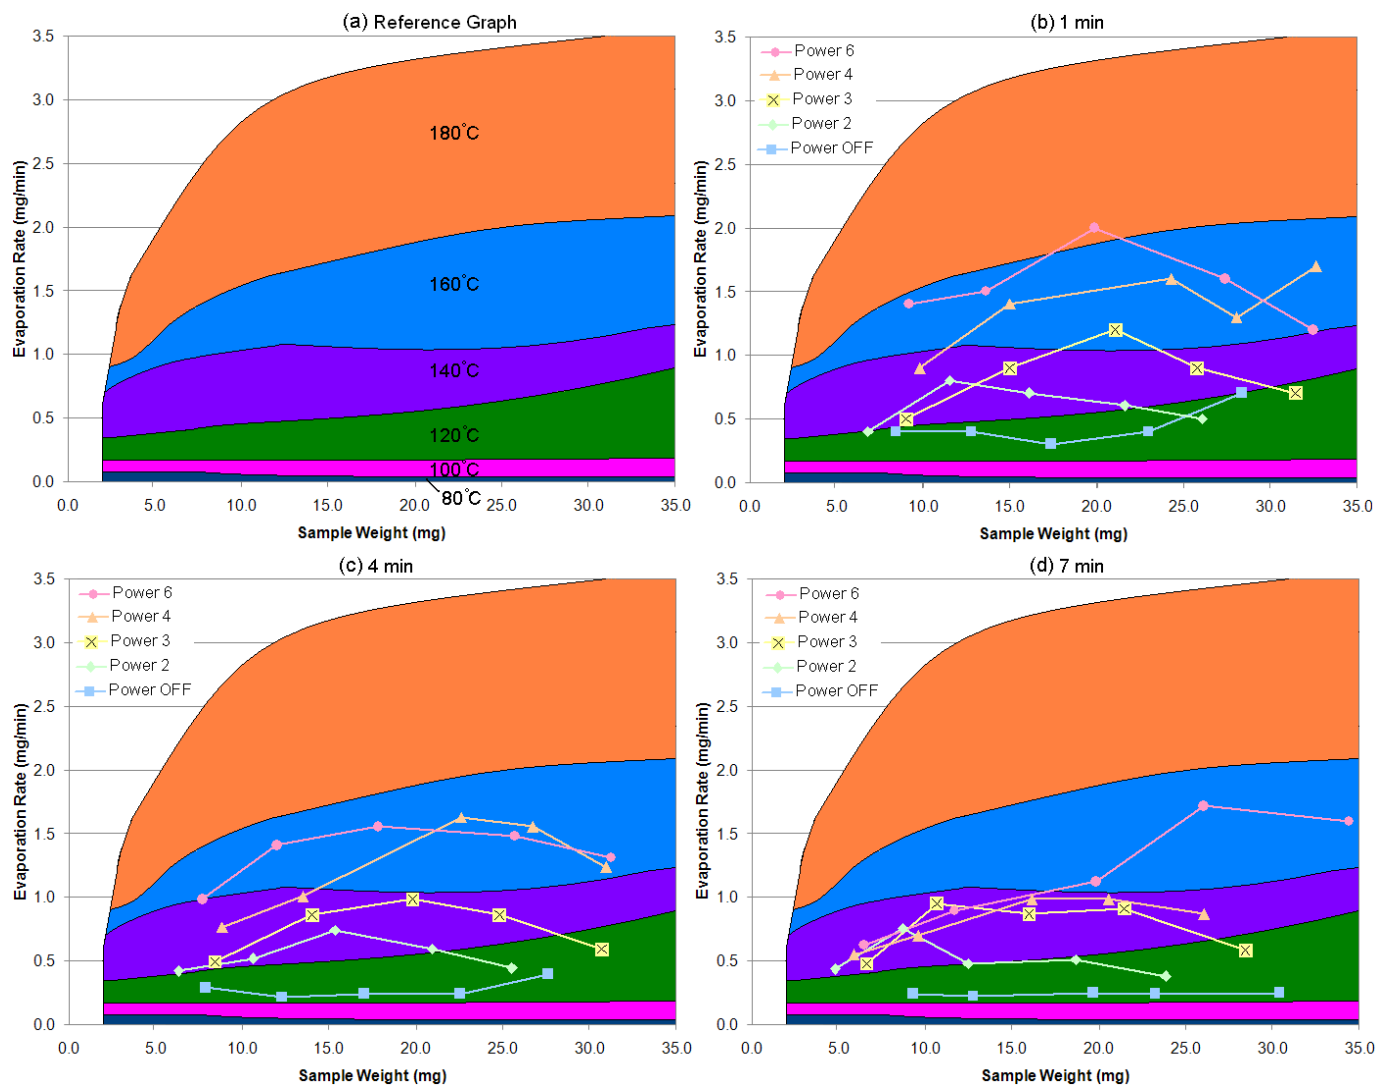 (a) Reference Graph
3.5
3.0
2.5
2.0
1.5
1.0
0.5
0.0
Evaporation Rate (mg/min)
180°C
160°C
140°C
120°C
100°C
80°C
0.0 5.0 10.0 15.0 20.0 25.0 30.0 35.0
Sample Weight (mg)
(b) 1 min
3.5
3.0
2.5
2.0
1.5
1.0
0.5
0.0
Evaporation Rate (mg/min)
Power 6
Power 4
Power 3
Power 2
Power OFF
0.0 5.0 10.0 15.0 20.0 25.0 30.0 35.0
Sample Weight (mg)
(c) 4 min
3.5
3.0
2.5
2.0
1.5
1.0
0.5
0.0
Evaporation Rate (mg/min)
Power 6
Power 4
Power 3
Power 2
Power OFF
0.0 5.0 10.0 15.0 20.0 25.0 30.0 35.0
Sample Weight (mg)
(d) 7 min
3.5
3.0
2.5
2.0
1.5
1.0
0.5
0.0
Evaporation Rate (mg/min)
Power 6
Power 4
Power 3
Power 2
Power OFF
0.0 5.0 10.0 15.0 20.0 25.0 30.0 35.0
Sample Weight (mg)